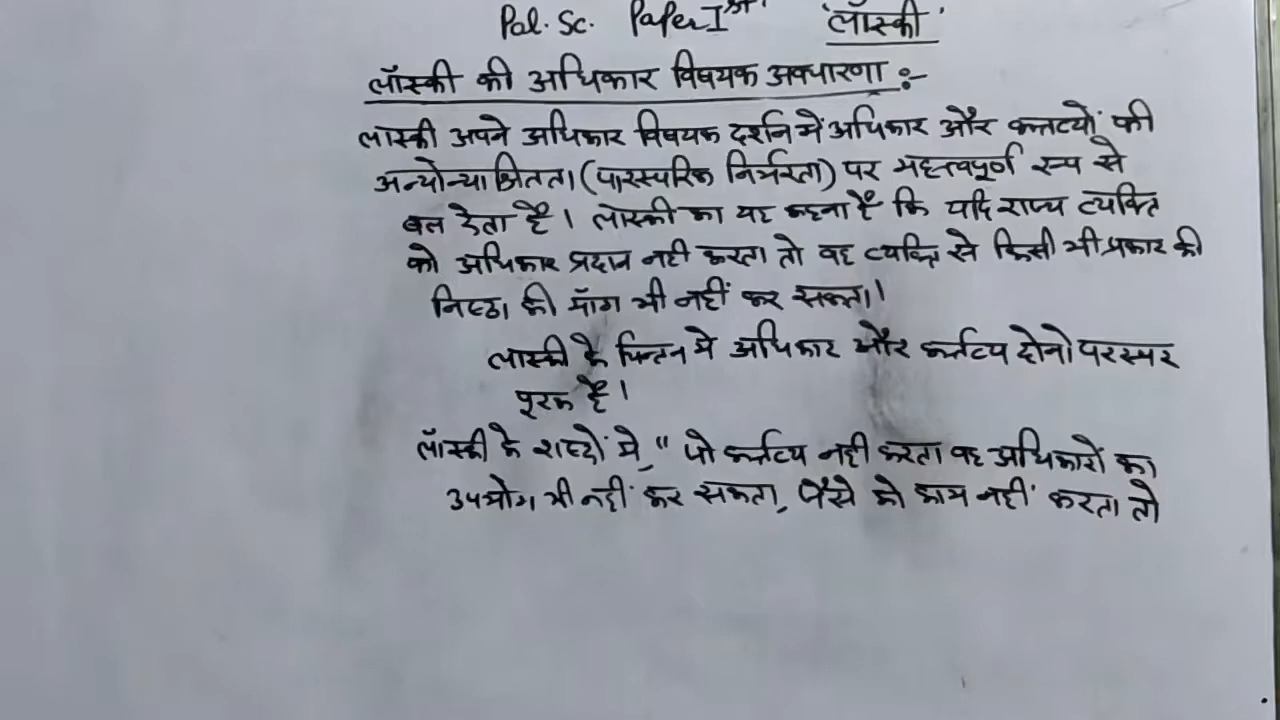 Pol. Sc. Paper Ist 'लॉस्की'
लॉस्की की अधिकार विषयक अवधारणा :-
लास्की अपने अधिकार विषयक दर्शन में अधिकार और कर्त्तव्यों की
अन्योन्याश्रितता (पारस्परिक निर्भरता) पर महत्त्वपूर्ण रूप से
बल देता है। लास्की का यह कहना है कि यदि राज्य व्यक्ति
को अधिकार प्रदान नही करता तो वह व्यक्ति से किसी भी प्रकार की
निष्ठा की माँग भी नहीं कर सकता।
लास्की के चिन्तन मे अधिकार और कर्त्तव्य दोनो परस्पर
पूरक है।
लॉस्की के शब्दों मे, " जो कर्त्तव्य नही करता वह अधिकारों का
उपभोग भी नहीं कर सकता, जैसे जो काम नहीं करता तो